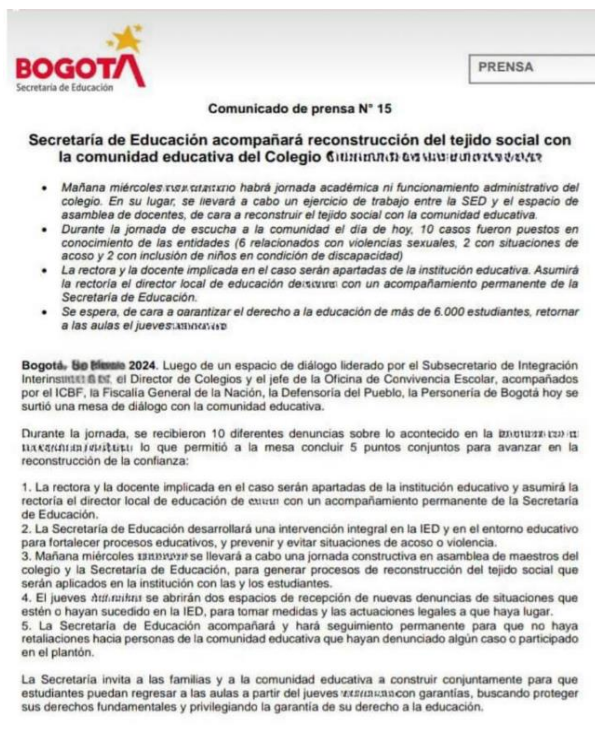 BOGOTÁ
Secretaría de Educación
PRENSA
Comunicado de prensa N° 15
Secretaría de Educación acompañará reconstrucción del tejido social con
la comunidad educativa del Colegio
• Mañana miércoles habrá jornada académica ni funcionamiento administrativo del
colegio. En su lugar, se llevará a cabo un ejercicio de trabajo entre la SED y el espacio de
asamblea de docentes, de cara a reconstruir el tejido social con la comunidad educativa.
• Durante la jornada de escucha a la comunidad el día de hoy, 10 casos fueron puestos en
conocimiento de las entidades (6 relacionados con violencias sexuales, 2 con situaciones de
acoso y 2 con inclusión de niños en condición de discapacidad)
• La rectora y la docente implicada en el caso serán apartadas de la institución educativa. Asumirá
la rectoría el director local de educación de con un acompañamiento permanente de la
Secretaría de Educación.
• Se espera, de cara a garantizar el derecho a la educación de más de 6.000 estudiantes, retornar
a las aulas el jueves
Bogotá, 2024. Luego de un espacio de diálogo liderado por el Subsecretario de Integración
el Director de Colegios y el jefe de la Oficina de Convivencia Escolar, acompañados
por el ICBF, la Fiscalía General de la Nación, la Defensoría del Pueblo, la Personería de Bogotá hoy se
surtió una mesa de diálogo con la comunidad educativa.
Durante la jornada, se recibieron 10 diferentes denuncias sobre lo acontecido en la
lo que permitió a la mesa concluir 5 puntos conjuntos para avanzar en la
reconstrucción de la confianza:
1. La rectora y la docente implicada en el caso serán apartadas de la institución educativo y asumirá la
rectoría el director local de educación de con un acompañamiento permanente de la Secretaría
de Educación.
2. La Secretaría de Educación desarrollará una intervención integral en la IED y en el entorno educativo
para fortalecer procesos educativos, y prevenir y evitar situaciones de acoso o violencia.
3. Mañana miércoles se llevará a cabo una jornada constructiva en asamblea de maestros del
colegio y la Secretaría de Educación, para generar procesos de reconstrucción del tejido social que
serán aplicados en la institución con las y los estudiantes.
4. El jueves se abrirán dos espacios de recepción de nuevas denuncias de situaciones que
estén o hayan sucedido en la IED, para tomar medidas y las actuaciones legales a que haya lugar.
5. La Secretaría de Educación acompañará y hará seguimiento permanente para que no haya
retaliaciones hacia personas de la comunidad educativa que hayan denunciado algún caso o participado
en el plantón.
La Secretaría invita a las familias y a la comunidad educativa a construir conjuntamente para que
estudiantes puedan regresar a las aulas a partir del jueves con garantías, buscando proteger
sus derechos fundamentales y privilegiando la garantía de su derecho a la educación.